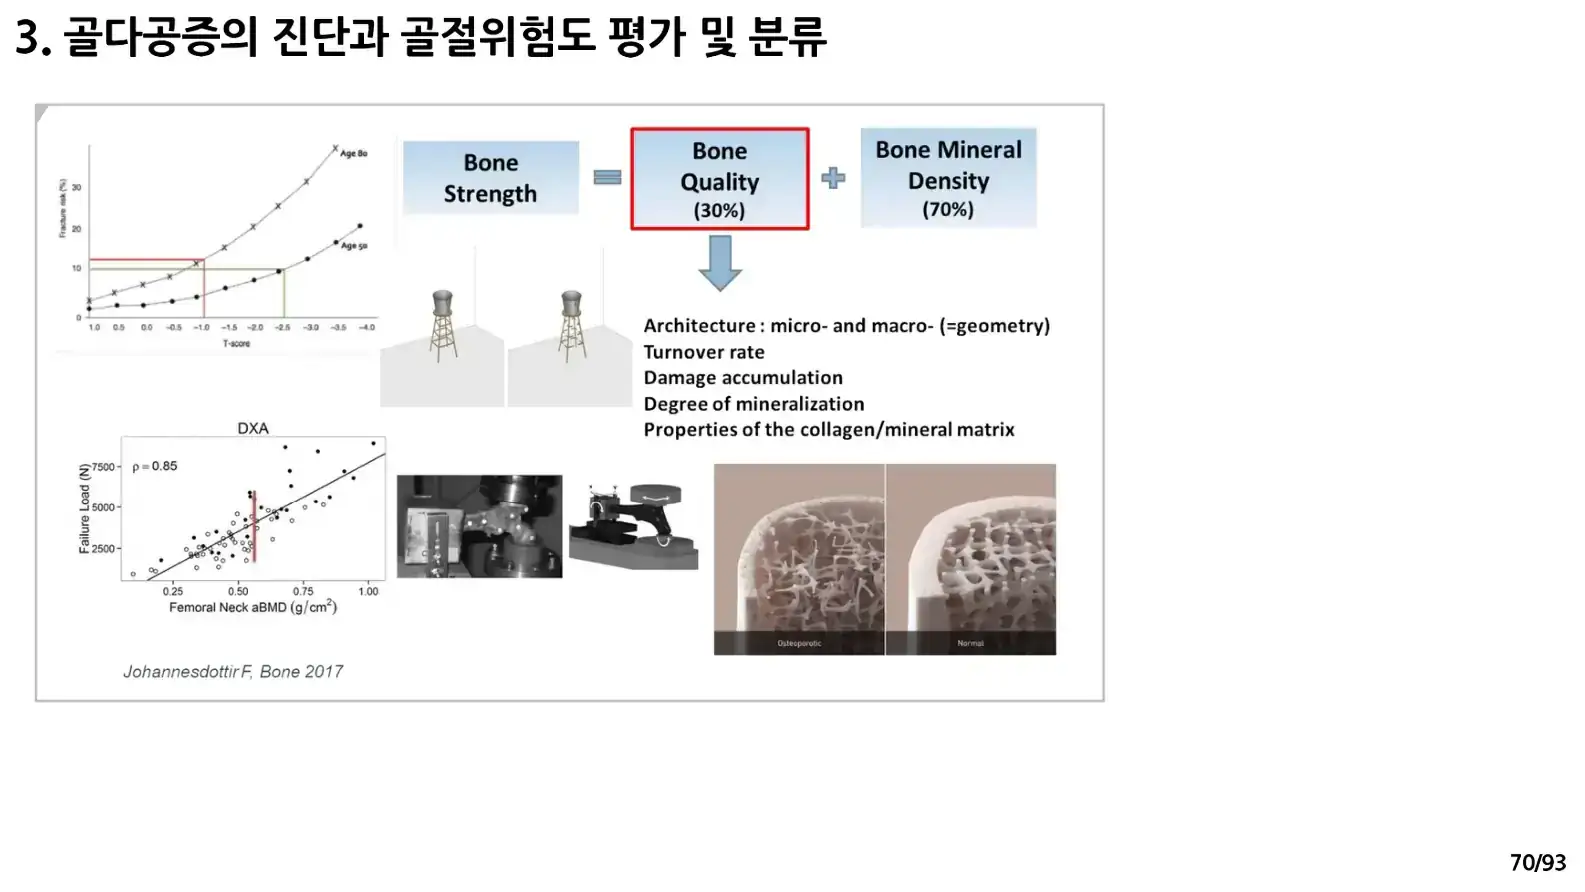 3. 골다공증의 진단과 골절위험도 평가 및 분류
Fracture risk (%)
30
20
10
0
Age 80
Age 50
1.0 0.5 0.0 -0.5 -1.0 -1.5 -2.0 -2.5 -3.0 -3.5 -4.0
T-score
Bone
Strength
Bone
Quality
(30%)
Bone Mineral
Density
(70%)
Architecture : micro- and macro- (=geometry)
Turnover rate
Damage accumulation
Degree of mineralization
Properties of the collagen/mineral matrix
DXA
ρ = 0.85
Failure Load (N)
7500
5000
2500
0.25 0.50 0.75 1.00
Femoral Neck aBMD (g/cm²)
Osteoporotic
Normal
Johannesdottir F, Bone 2017
70/93